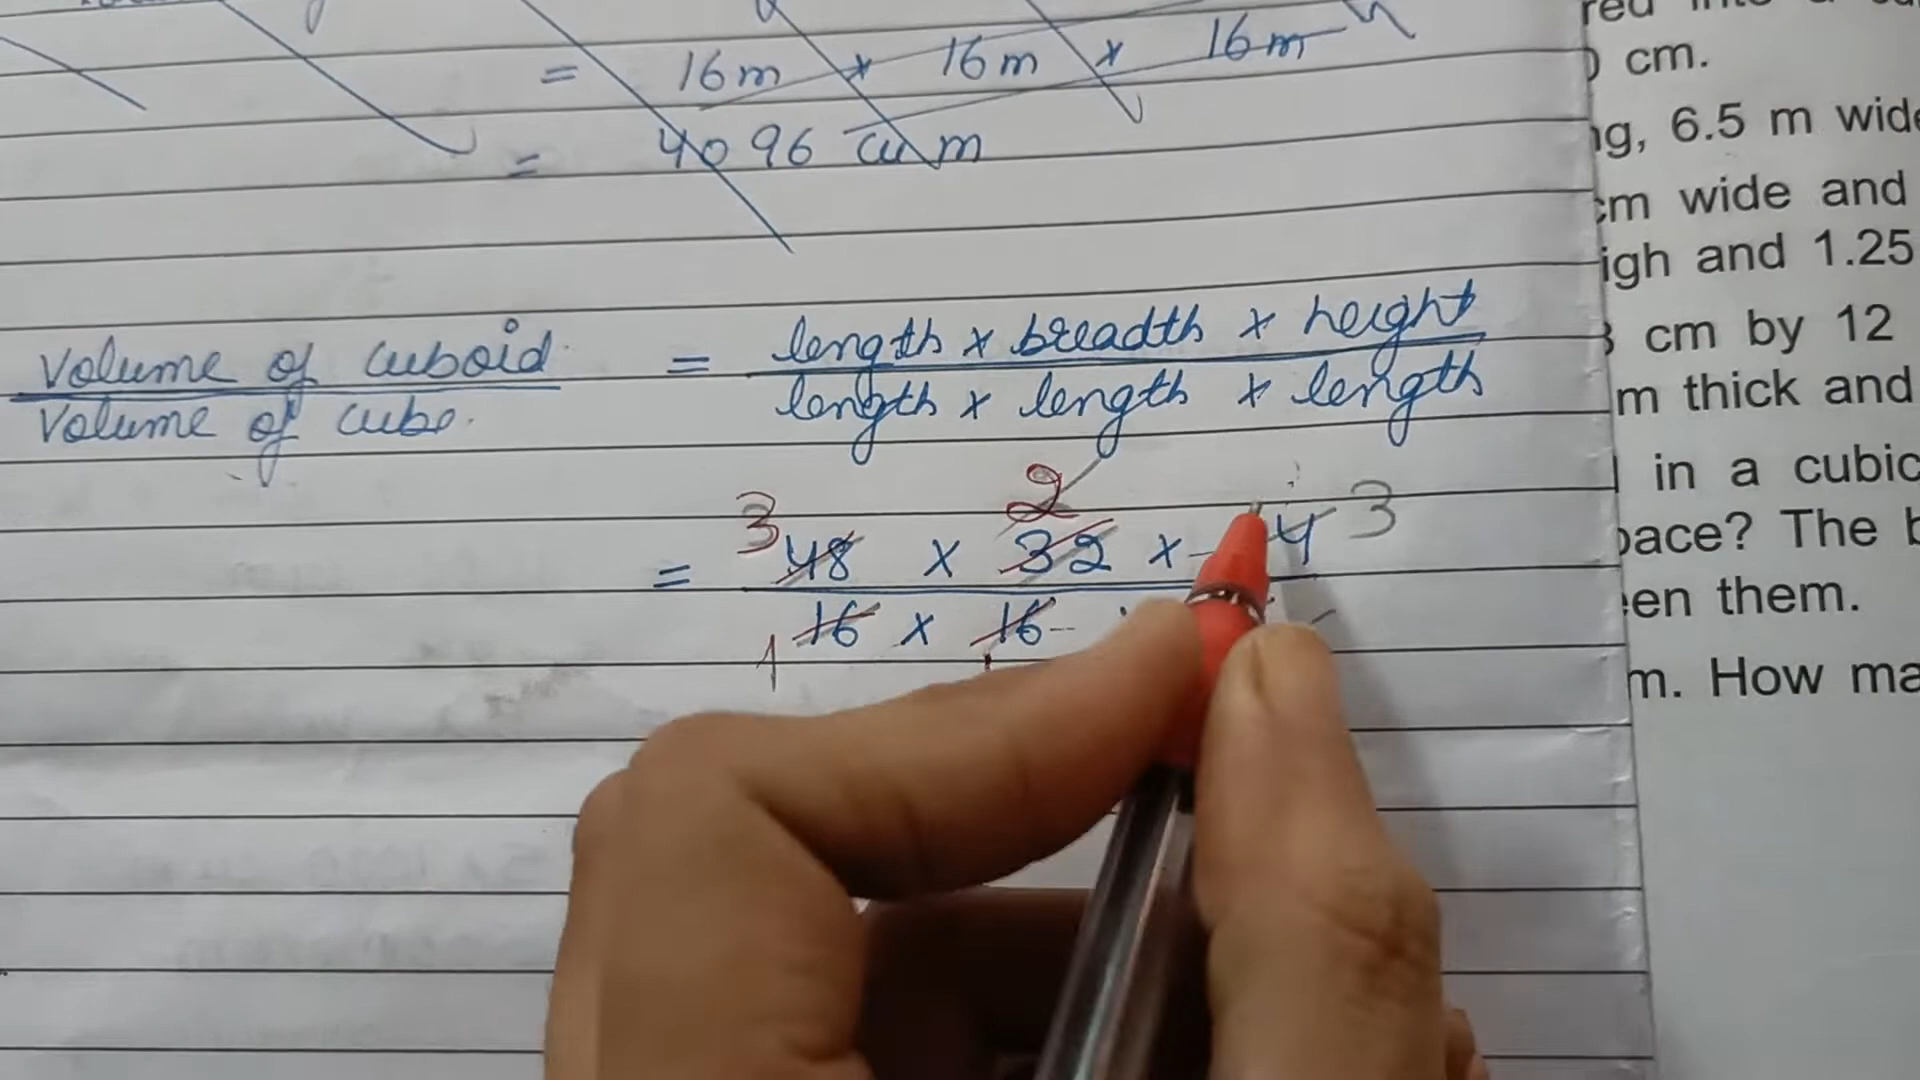 = 16m × 16m × 16m
= 4096 cu m
volume of cuboid = length × breadth × height
volume of cube. length × length × length
3 2 3
= 48 × 32 × 4
16 × 16
1
cm.
6.5 m wide
cm wide and
igh and 1.25
cm by 12
m thick and
in a cubic
pace? The
en them.
m. How ma